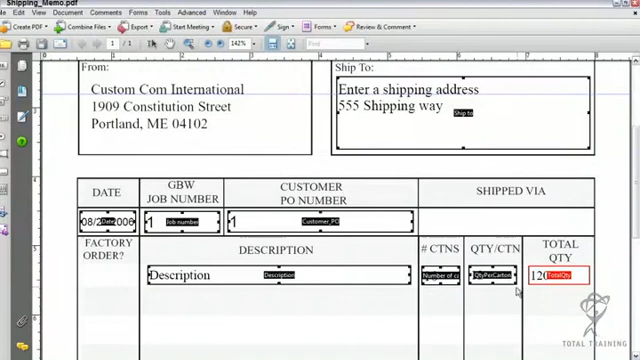 Shipping_Memo.pdf
Edit View Document Comments Forms Tools Advanced Window Help
Create PDF Combine Files Export Start Meeting Secure Sign Forms Review & Comment
1 / 1 142% Find
From:
Custom Com International
1909 Constitution Street
Portland, ME 04102
Ship To:
Enter a shipping address
555 Shipping way
Ship to
DATE
GBW
JOB NUMBER
CUSTOMER
PO NUMBER
SHIPPED VIA
Date
1 Job number
1 Customer_PO
FACTORY
ORDER?
DESCRIPTION
# CTNS
QTY/CTN
TOTAL
QTY
Description Description
QtyPerCarton
TotalQty
TOTAL TRAINING